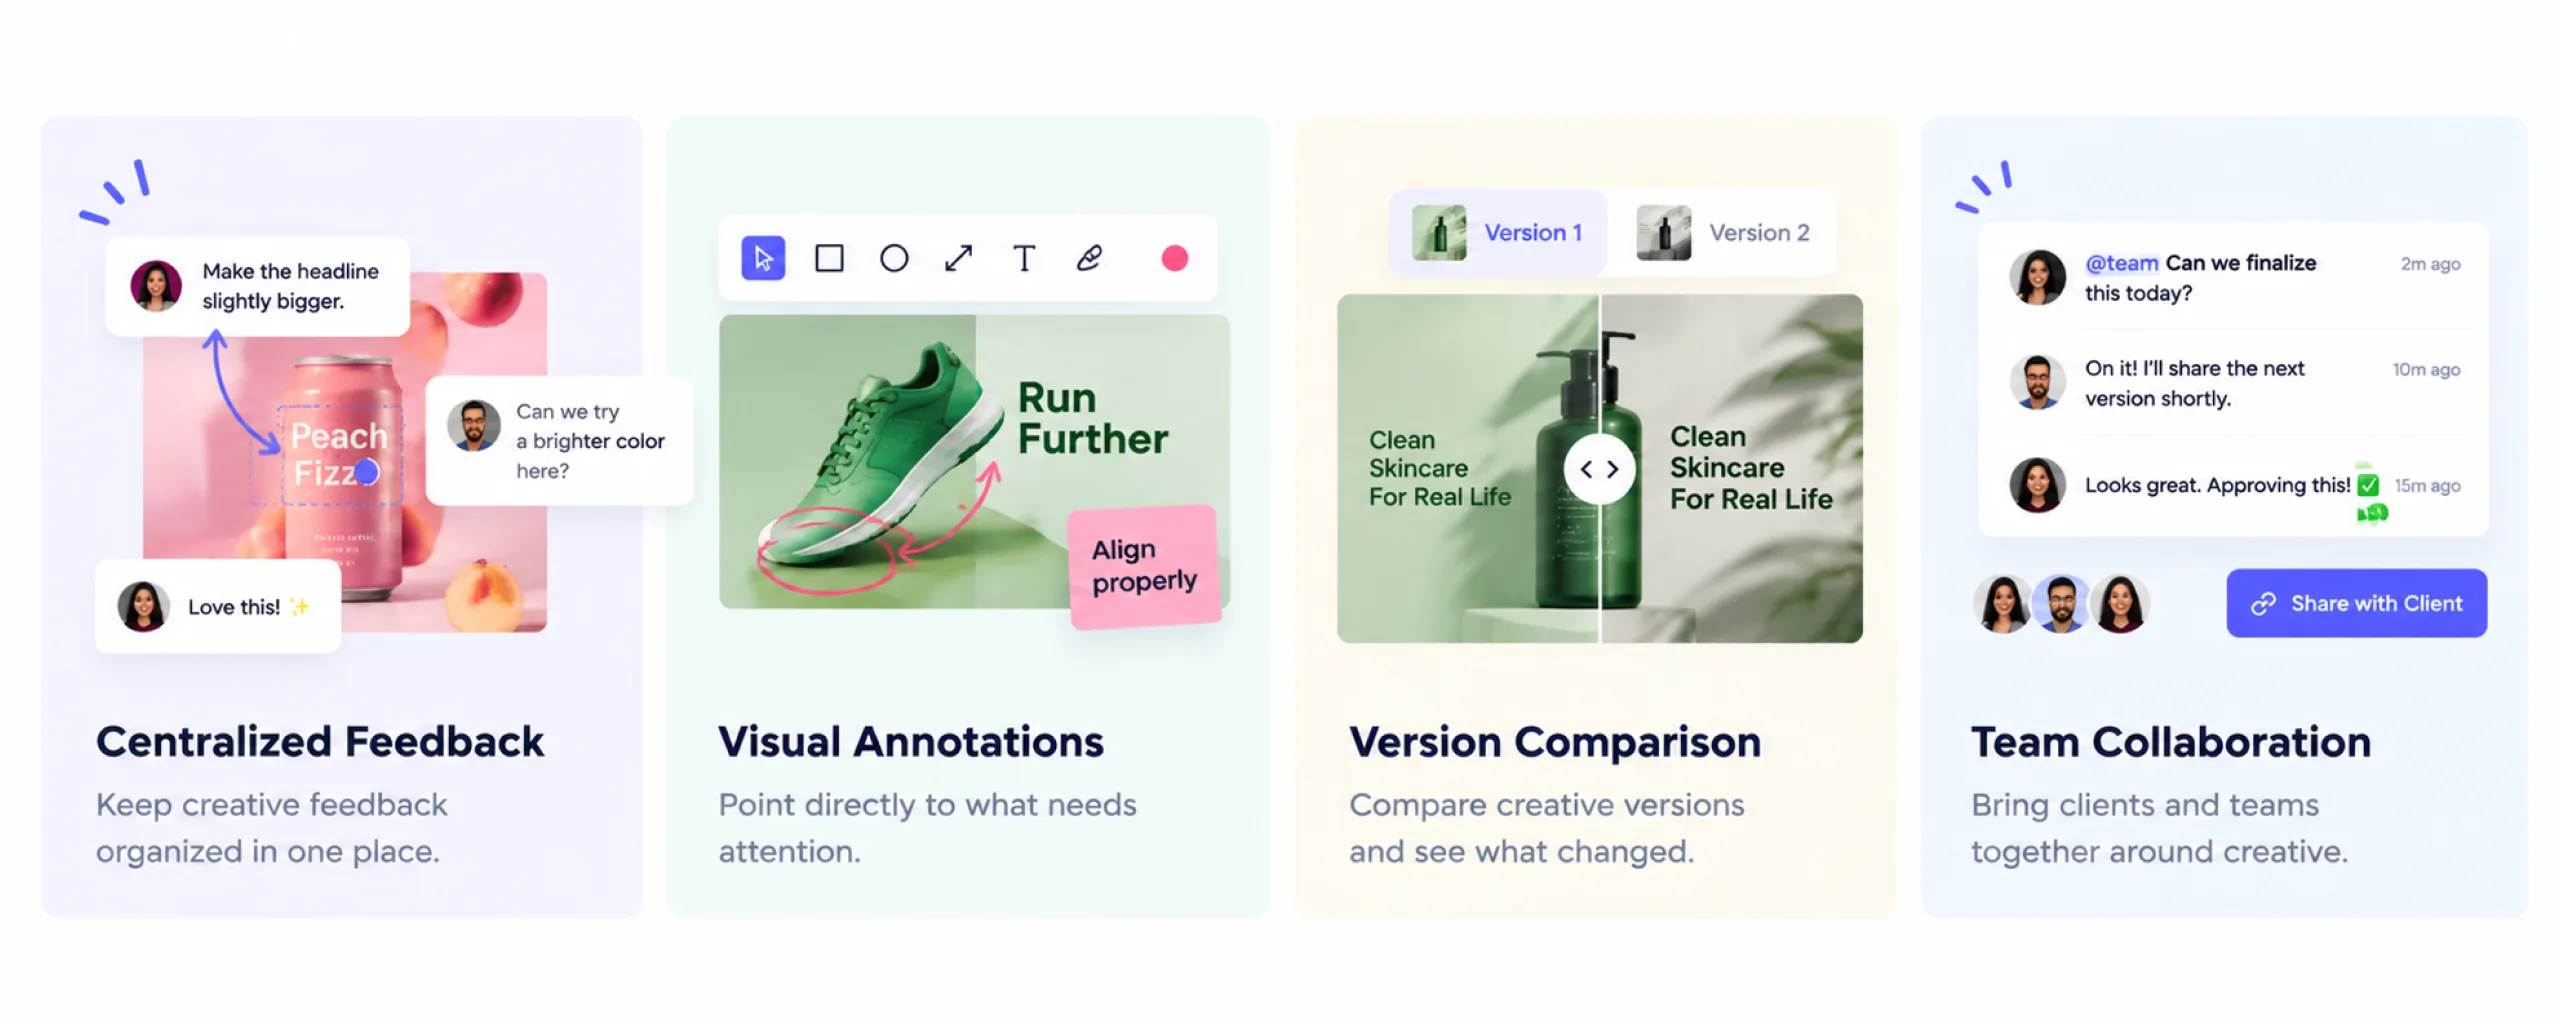 Make the headline
slightly bigger.
Peach
Fizz
Can we try
a brighter color
here?
Love this!
Centralized Feedback
Keep creative feedback
organized in one place.
T
Run
Further
Align
properly
Visual Annotations
Point directly to what needs
attention.
Version 1
Version 2
Clean
Skincare
For Real Life
Clean
Skincare
For Real Life
Version Comparison
Compare creative versions
and see what changed.
@team Can we finalize
this today?
2m ago
On it! I'll share the next
version shortly.
10m ago
Looks great. Approving this! ✅
15m ago
Share with Client
Team Collaboration
Bring clients and teams
together around creative.